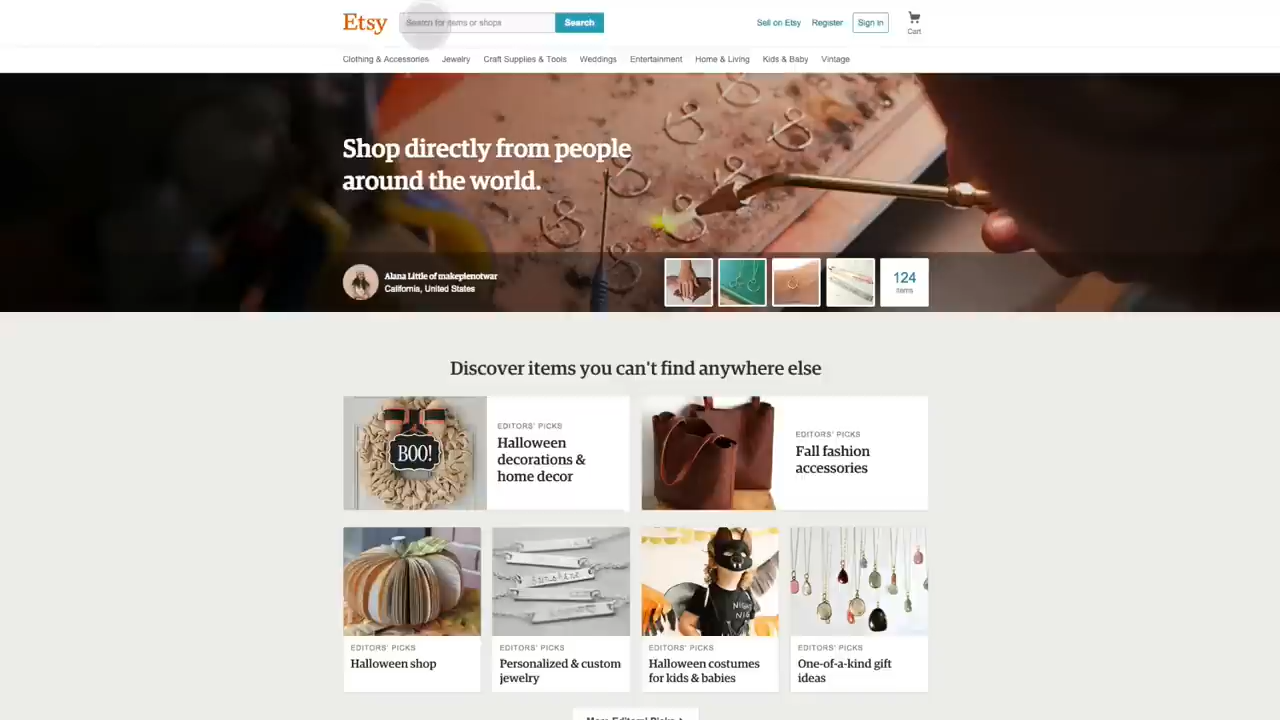 Etsy
Search for items or shops
Search
Sell on Etsy
Register
Sign in
Cart
Clothing & Accessories
Jewelry
Craft Supplies & Tools
Weddings
Entertainment
Home & Living
Kids & Baby
Vintage
Shop directly from people
around the world.
Alana Little of makepienotwar
California, United States
124
items
Discover items you can't find anywhere else
BOO!
EDITORS' PICKS
Halloween
decorations &
home decor
EDITORS' PICKS
Fall fashion
accessories
EDITORS' PICKS
Halloween shop
EDITORS' PICKS
Personalized & custom
jewelry
EDITORS' PICKS
Halloween costumes
for kids & babies
EDITORS' PICKS
One-of-a-kind gift
ideas